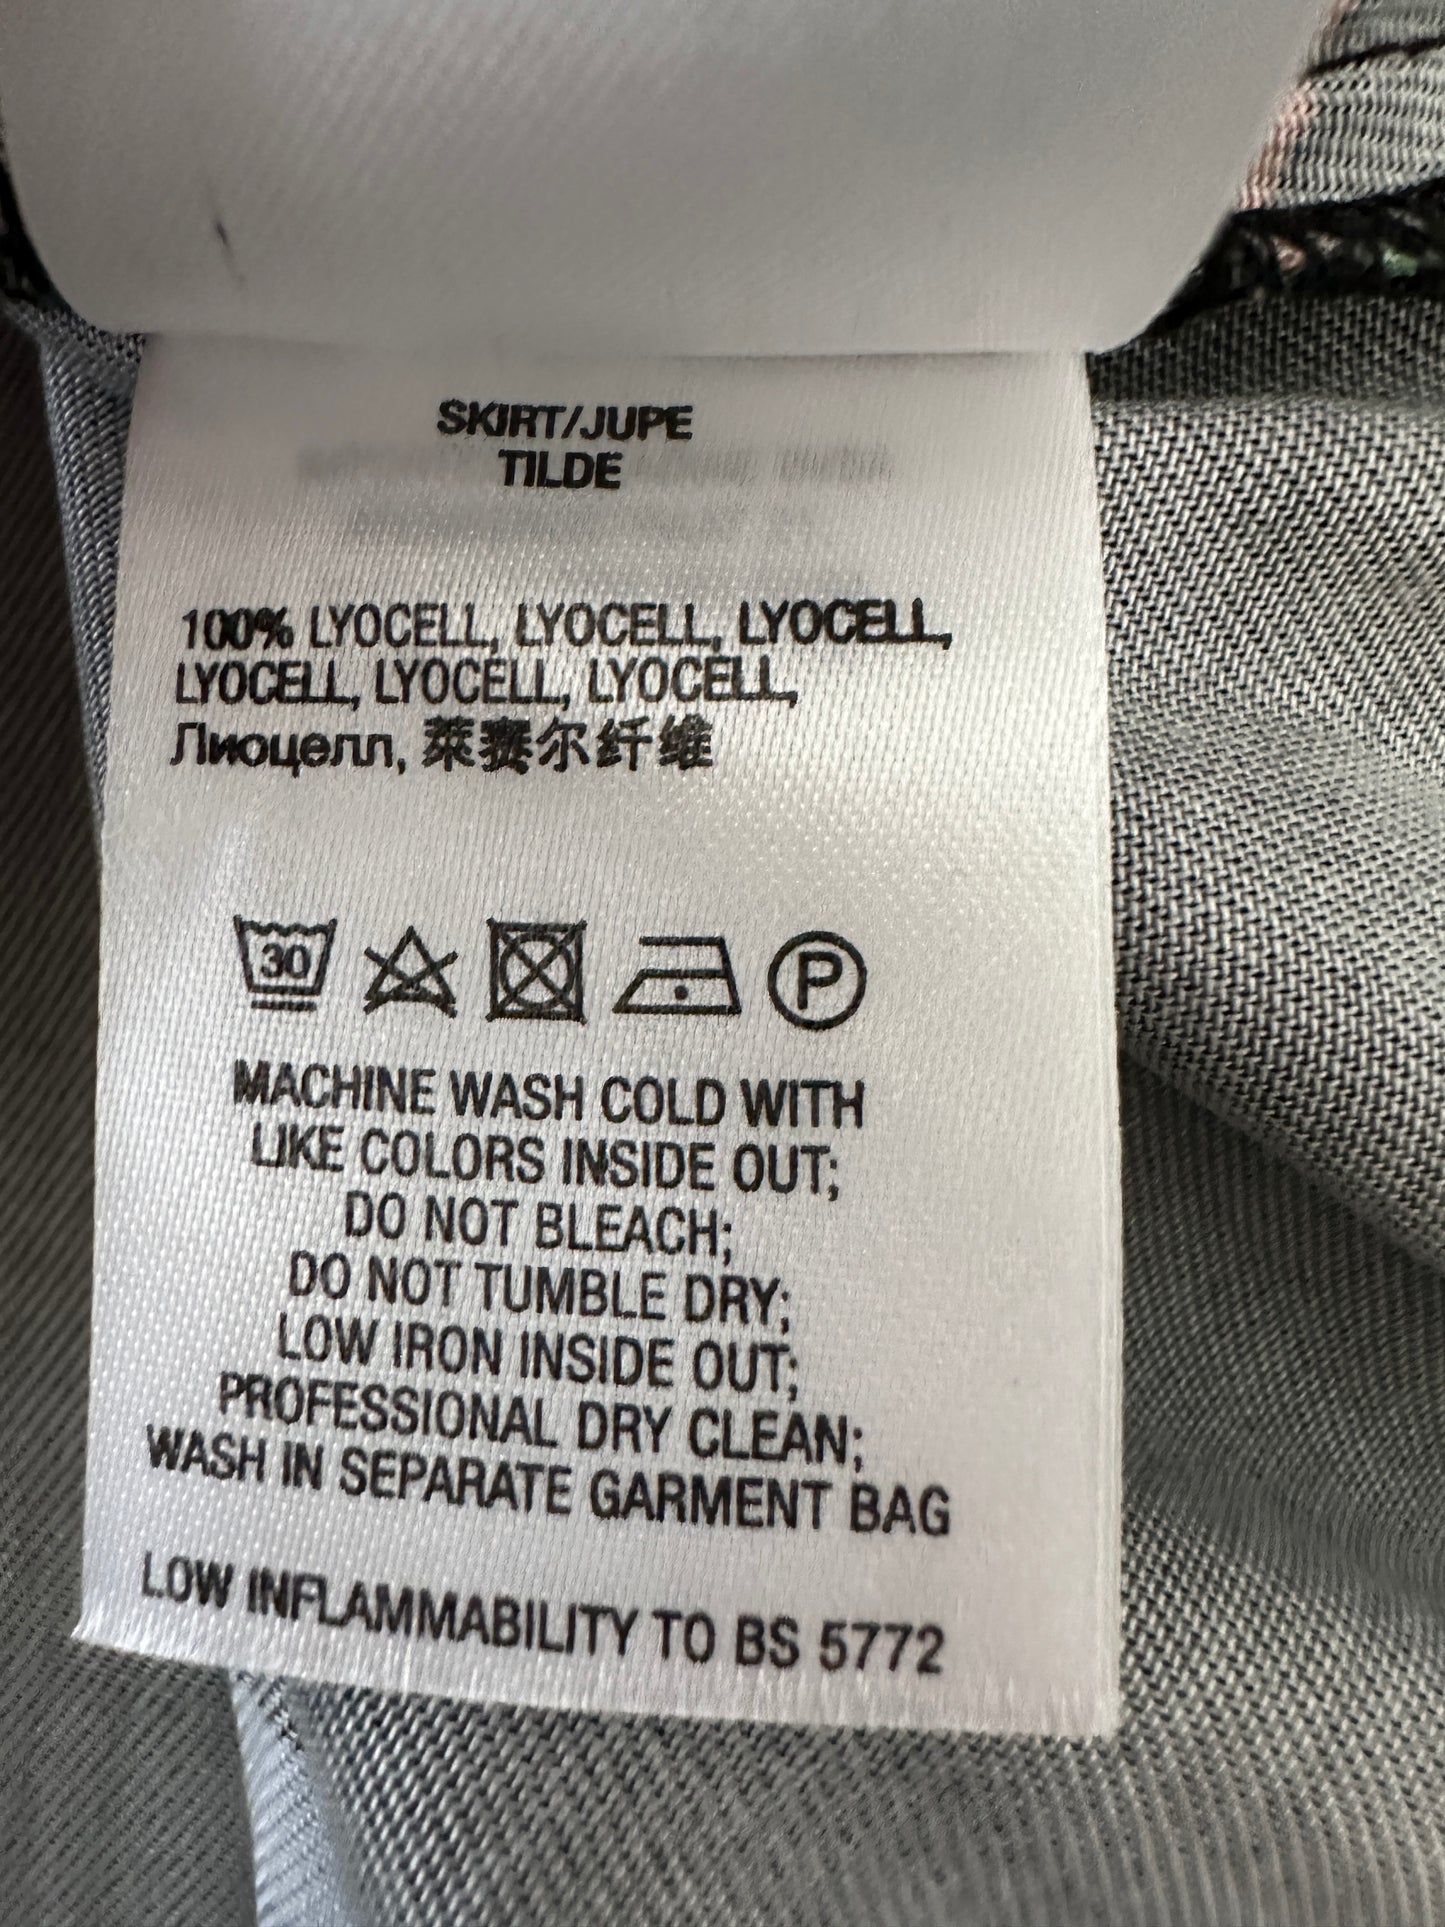 SKIRT/JUPE
TILDE
100% LYOCELL, LYOCELL, LYOCELL,
LYOCELL, LYOCELL, LYOCELL,
Лиоцелл, 莱赛尔纤维
30
P
MACHINE WASH COLD WITH
LIKE COLORS INSIDE OUT;
DO NOT BLEACH;
DO NOT TUMBLE DRY;
LOW IRON INSIDE OUT;
PROFESSIONAL DRY CLEAN;
WASH IN SEPARATE GARMENT BAG
LOW INFLAMMABILITY TO BS 5772